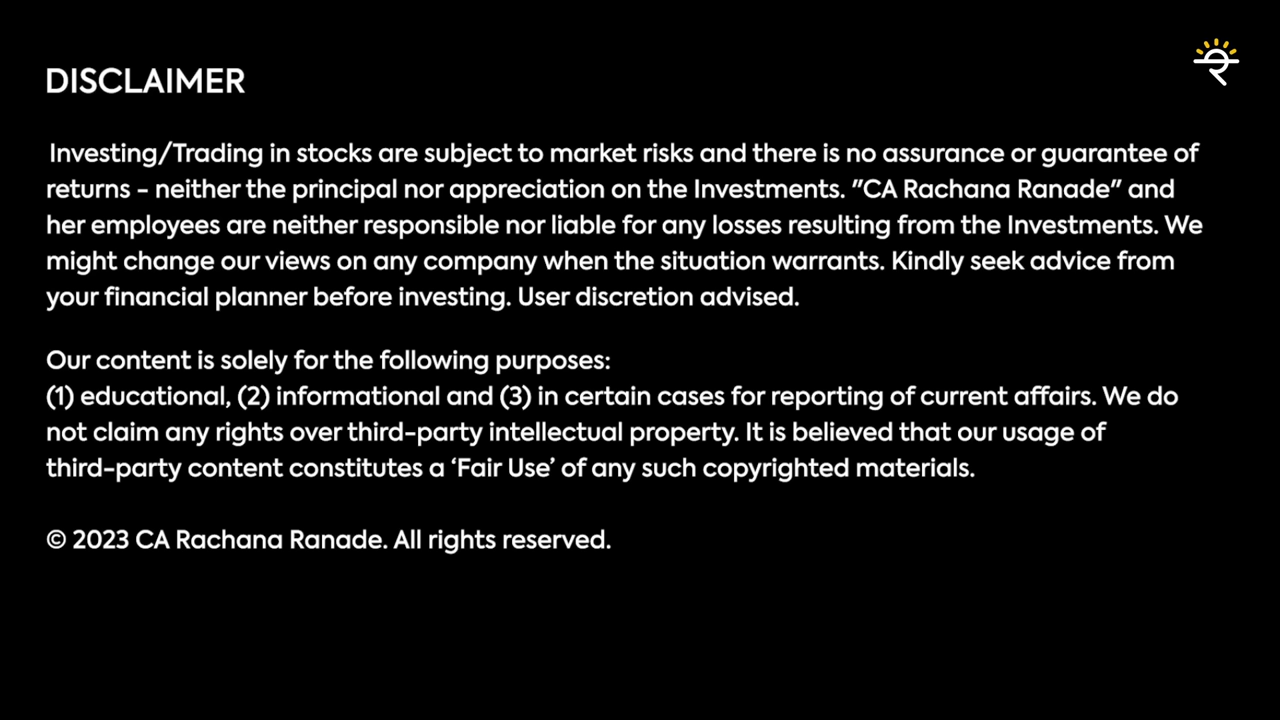 DISCLAIMER
Investing/Trading in stocks are subject to market risks and there is no assurance or guarantee of
returns - neither the principal nor appreciation on the Investments. "CA Rachana Ranade" and
her employees are neither responsible nor liable for any losses resulting from the Investments. We
might change our views on any company when the situation warrants. Kindly seek advice from
your financial planner before investing. User discretion advised.
Our content is solely for the following purposes:
(1) educational, (2) informational and (3) in certain cases for reporting of current affairs. We do
not claim any rights over third-party intellectual property. It is believed that our usage of
third-party content constitutes a ‘Fair Use’ of any such copyrighted materials.
© 2023 CA Rachana Ranade. All rights reserved.